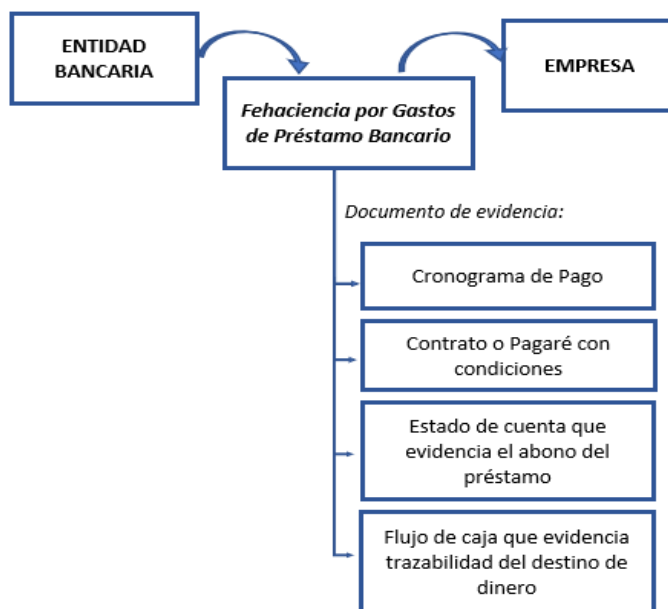 ENTIDAD
BANCARIA
EMPRESA
Fehaciencia por Gastos
de Préstamo Bancario
Documento de evidencia:
Cronograma de Pago
Contrato o Pagaré con
condiciones
Estado de cuenta que
evidencia el abono del
préstamo
Flujo de caja que evidencia
trazabilidad del destino de
dinero